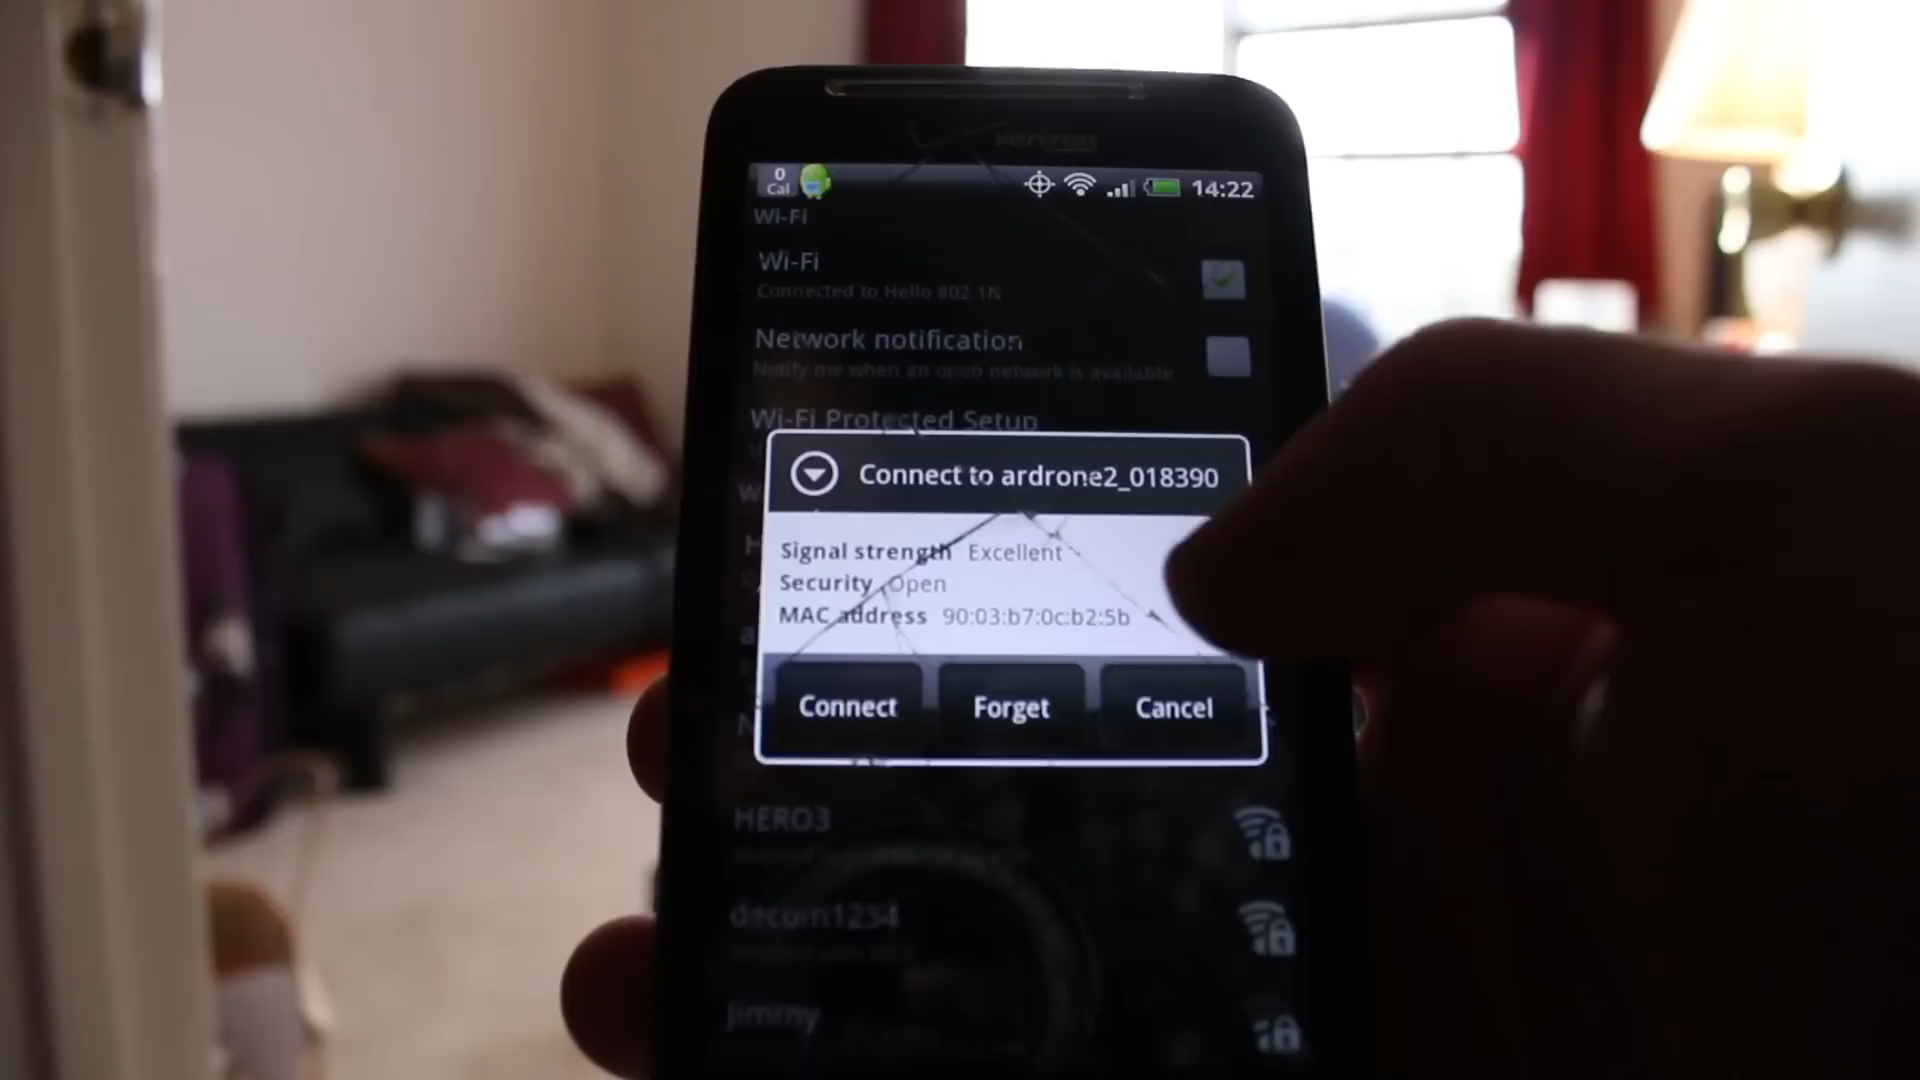 verizon
0
Cal
14:22
Wi-Fi
Wi-Fi
Connected to Hello 802.1N
Network notification
Notify me when an open network is available
Wi-Fi Protected Setup
Connect to ardrone2_018390
Signal strength Excellent
Security Open
MAC address 90:03:b7:0c:b2:5b
Connect Forget Cancel
HERO3
decom1234
Jimmy